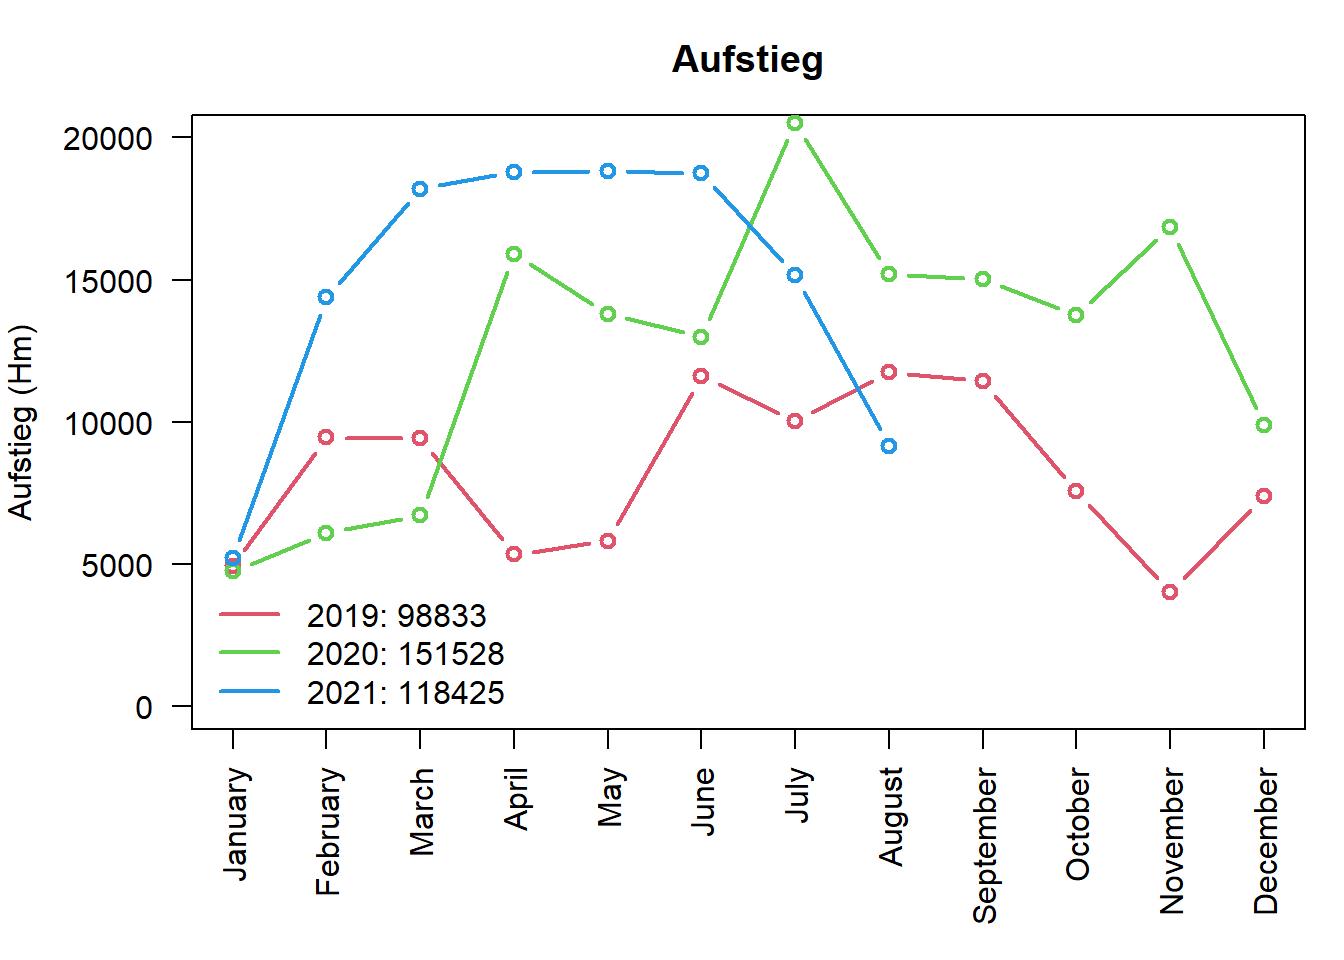 Aufstieg
Aufstieg (Hm)
20000
15000
10000
5000
0
2019: 98833
2020: 151528
2021: 118425
January
February
March
April
May
June
July
August
September
October
November
December